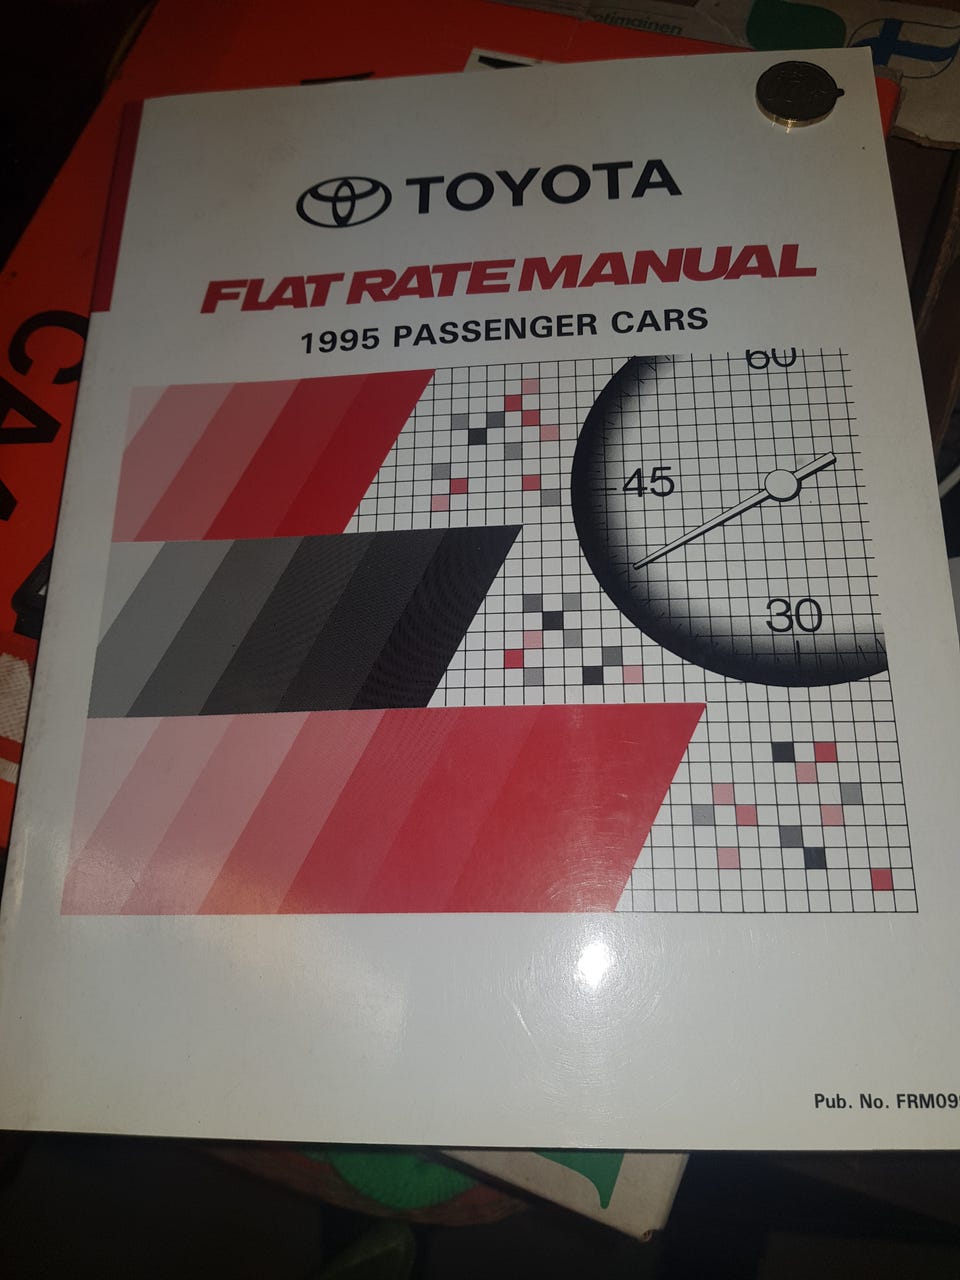 TOYOTA
FLAT RATE MANUAL
1995 PASSENGER CARS
60
45
30
Pub. No. FRM09